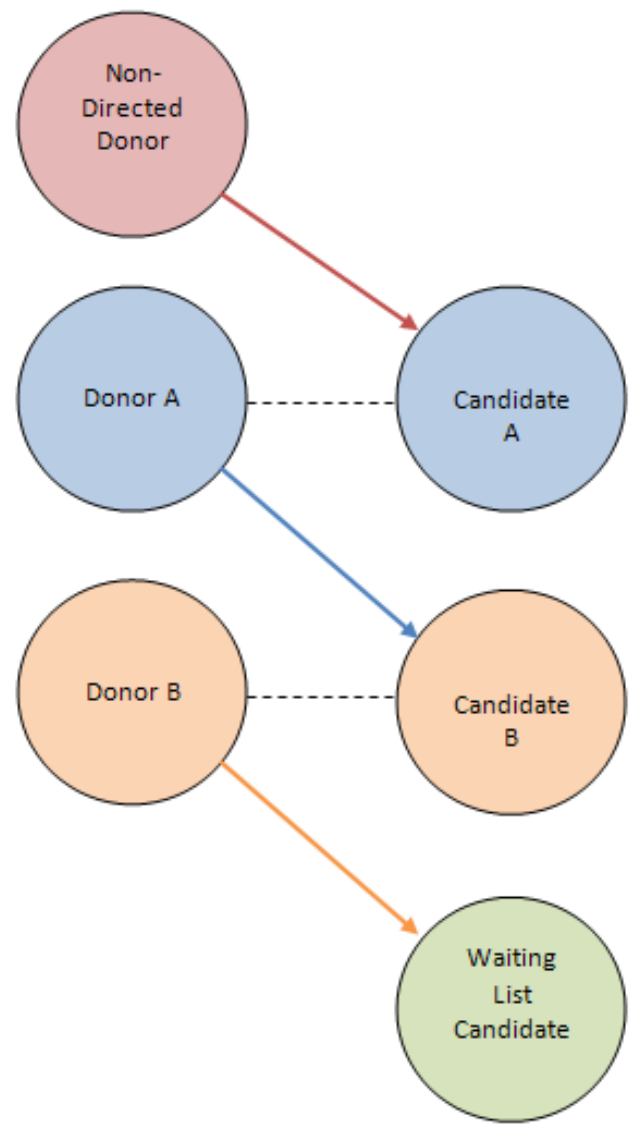 Non-
Directed
Donor
Donor A
Candidate
A
Donor B
Candidate
B
Waiting
List
Candidate